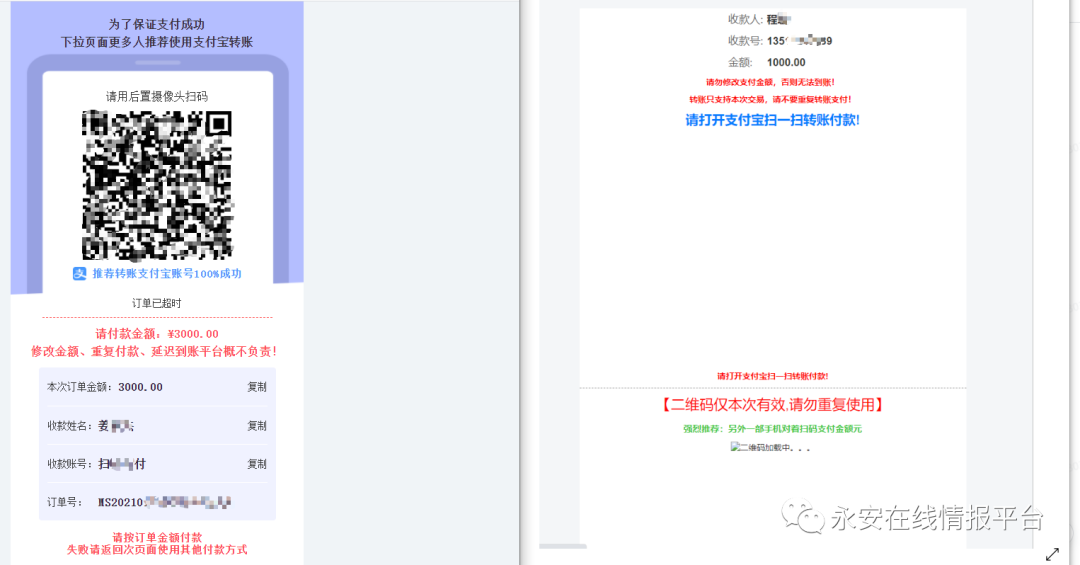 为了保证支付成功
下拉页面更多人推荐使用支付宝转账
请用后置摄像头扫码
支 推荐转账支付宝账号100%成功
订单已超时
请付款金额：¥3000.00
修改金额、重复付款、延迟到账平台概不负责！
本次订单金额：3000.00 复制
收款姓名：姜 复制
收款账号：扫 付 复制
订单号： MS20210
请按订单金额付款
失败请返回次页面使用其他付款方式
收款人: 程
收款号: 135 39
金额: 1000.00
请勿修改支付金额，否则无法到账！
转账只支持本次交易，请不要重复转账支付！
请打开支付宝扫一扫转账付款!
请打开支付宝扫一扫转账付款!
【二维码仅本次有效,请勿重复使用】
强烈推荐：另外一部手机对着扫码支付金额元
二维码加载中。。。
永安在线情报平台